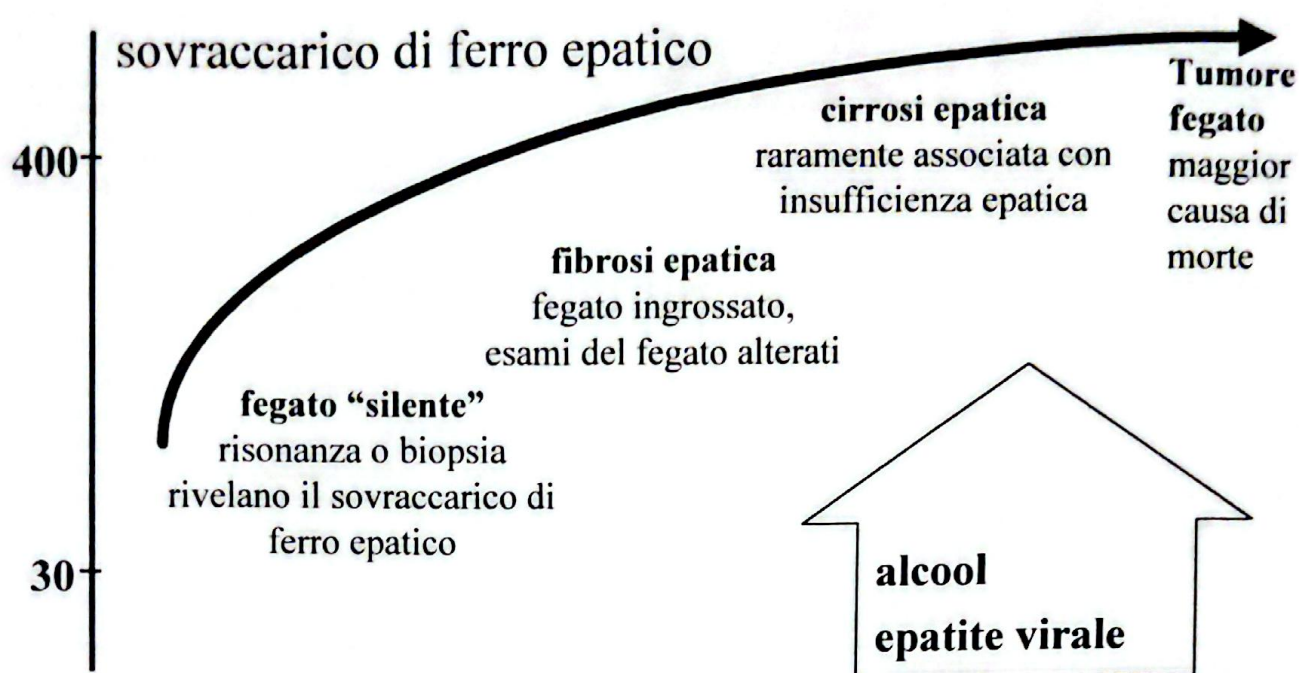 sovraccarico di ferro epatico
400
30
fegato “silente”
risonanza o biopsia
rivelano il sovraccarico di
ferro epatico
fibrosi epatica
fegato ingrossato,
esami del fegato alterati
cirrosi epatica
raramente associata con
insufficienza epatica
Tumore
fegato
maggior
causa di
morte
alcool
epatite virale